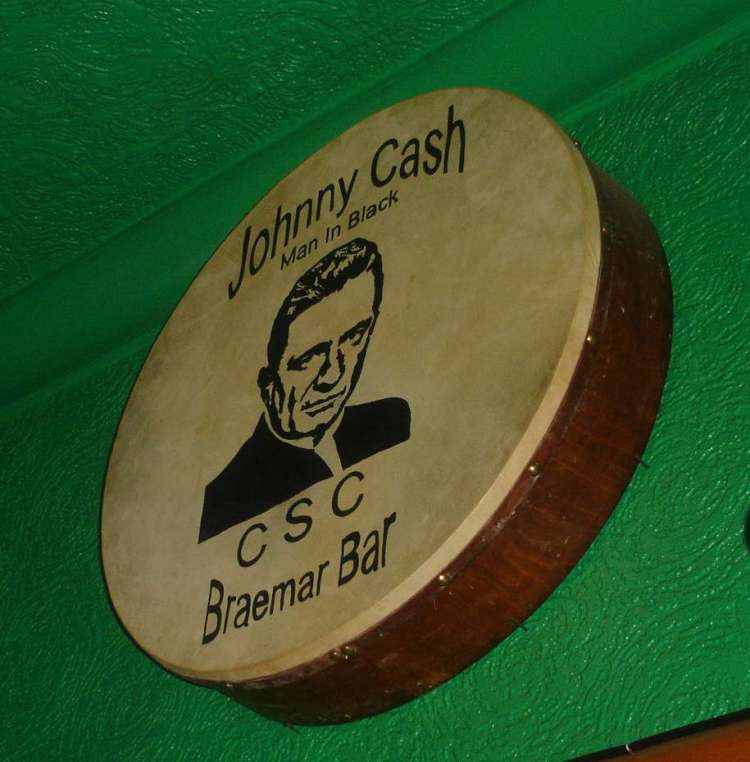 Johnny Cash
Man In Black
C S C
Braemar Bar